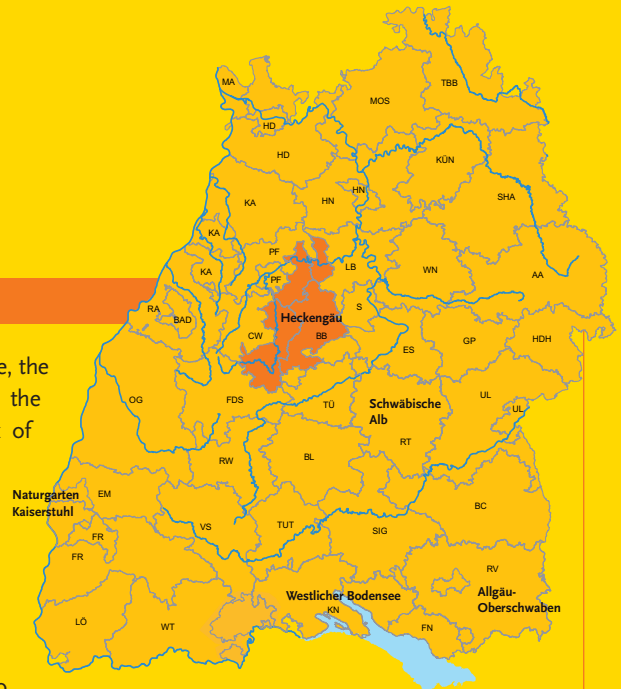 MA
TBB
MOS
HD
HD
KÜN
KA
HN
HN
SHA
KA
PF
LB
WN
AA
KA
PF
RA
BAD
Heckengäu
S
CW
BB
ES
GP
HDH
e, the
the
of
OG
FDS
TÜ
Schwäbische
Alb
UL
UL
RT
RW
BL
Naturgarten
Kaiserstuhl
EM
BC
VS
TUT
SIG
FR
FR
RV
Westlicher Bodensee
Allgäu-
Oberschwaben
KN
LÖ
WT
FN